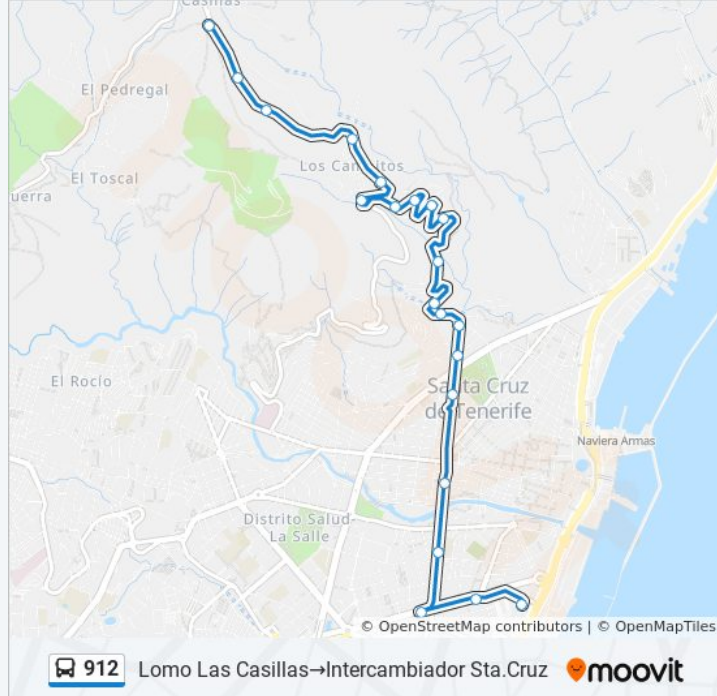 Casillas
El Pedregal
Los Campitos
El Toscal
uerra
El Rocío
Santa Cruz
de Tenerife
Naviera Armas
Distrito Salud-
La Salle
© OpenStreetMap contributors | © OpenMapTiles
912 Lomo Las Casillas→Intercambiador Sta.Cruz moovit